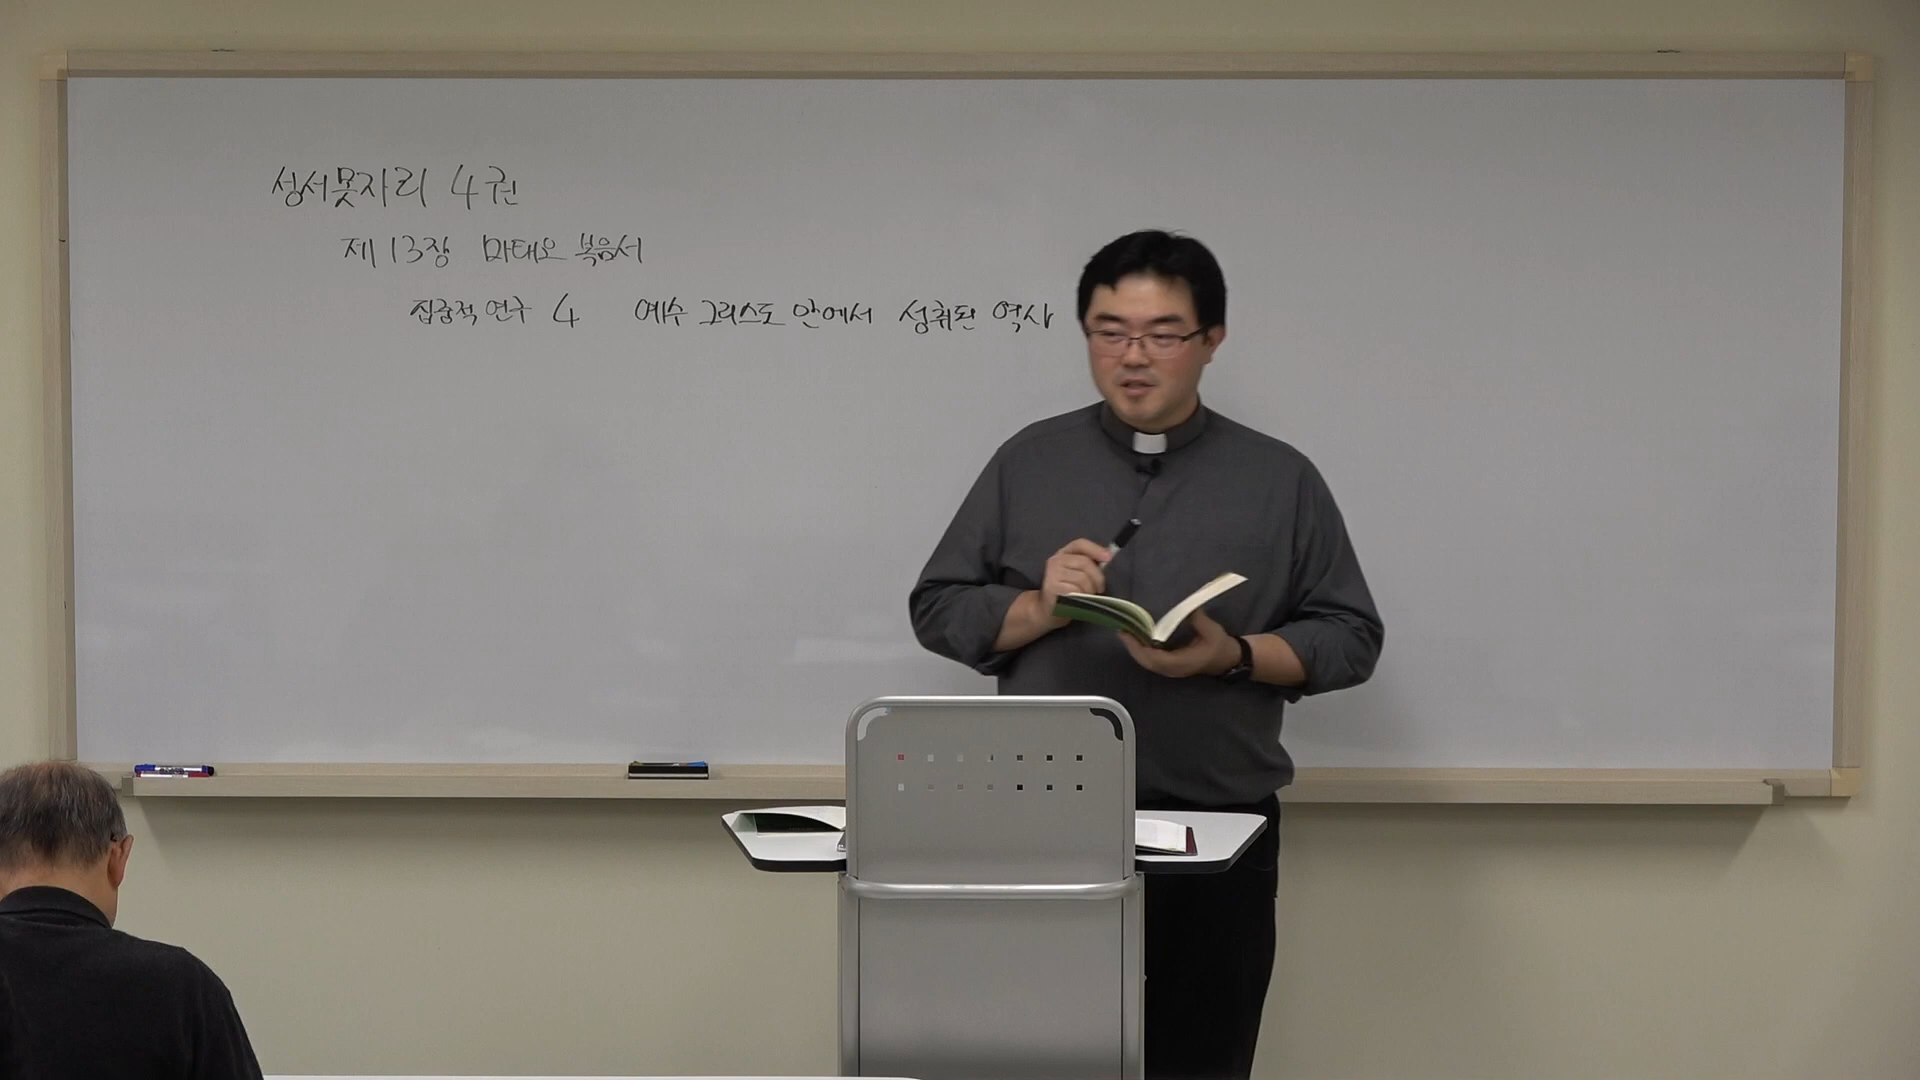 성서못자리 4권
제13장 마태오 복음서
집중적 연구 4 예수 그리스도 안에서 성취된 역사